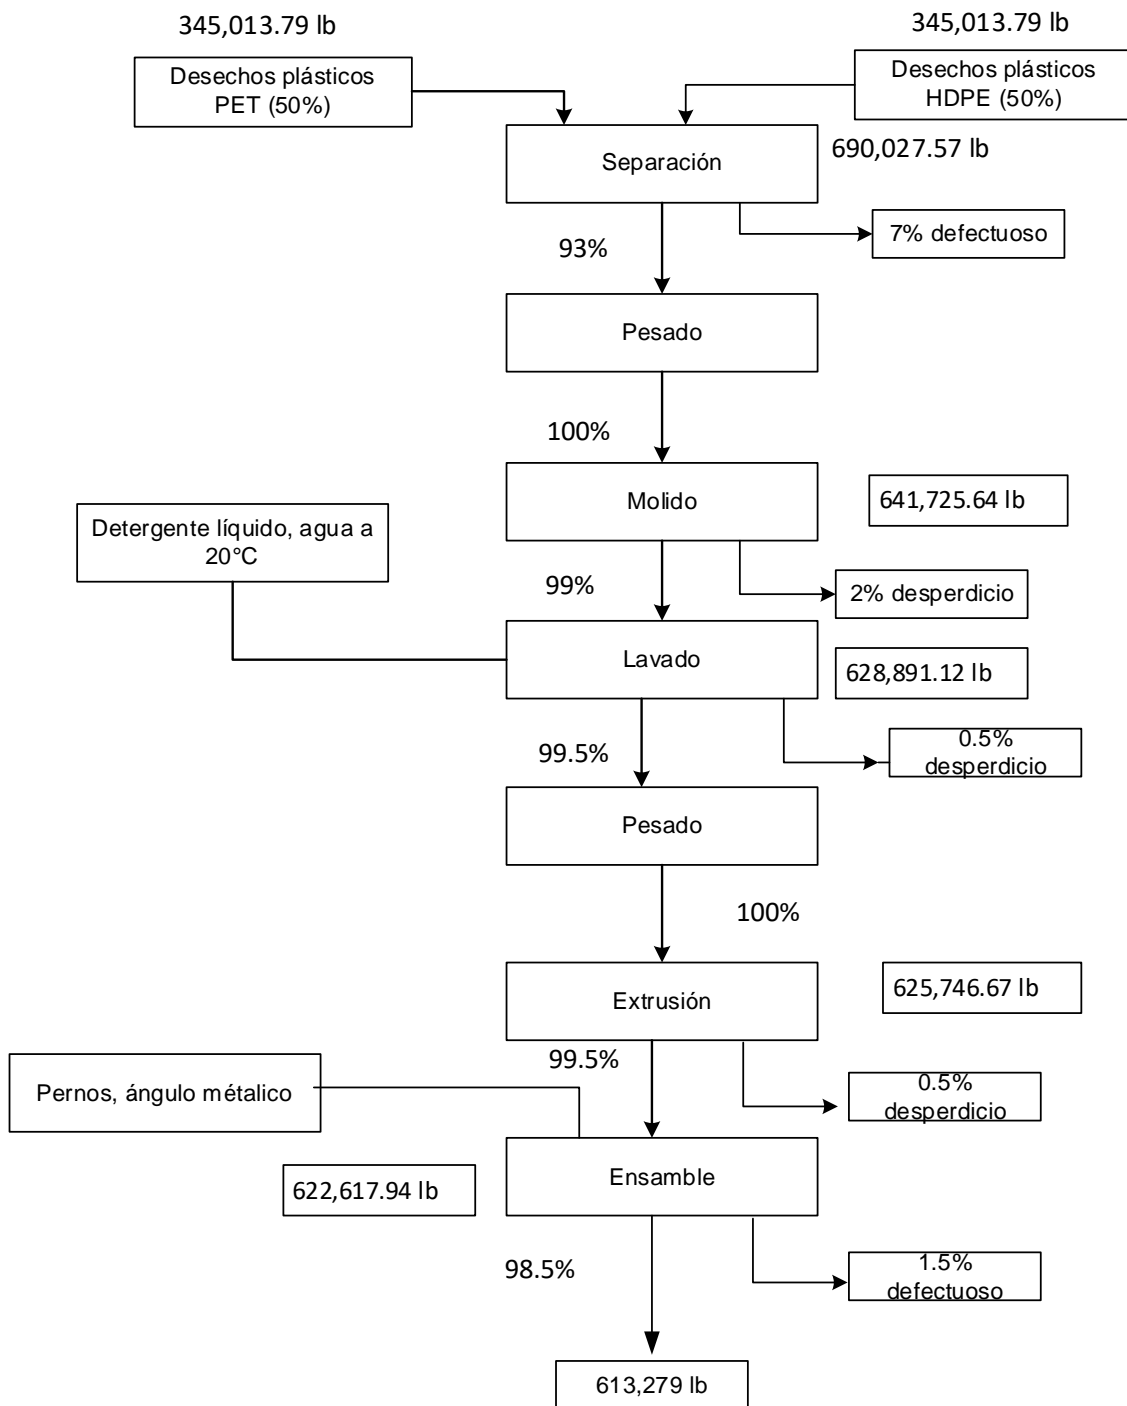 345,013.79 lb
345,013.79 lb
Desechos plásticos
PET (50%)
Desechos plásticos
HDPE (50%)
Separación
690,027.57 lb
7% defectuoso
93%
Pesado
100%
Molido
641,725.64 lb
Detergente líquido, agua a
20°C
99%
2% desperdicio
Lavado
628,891.12 lb
0.5%
desperdicio
99.5%
Pesado
100%
Extrusión
625,746.67 lb
99.5%
Pernos, ángulo métalico
0.5%
desperdicio
Ensamble
622,617.94 lb
98.5%
1.5%
defectuoso
613,279 lb